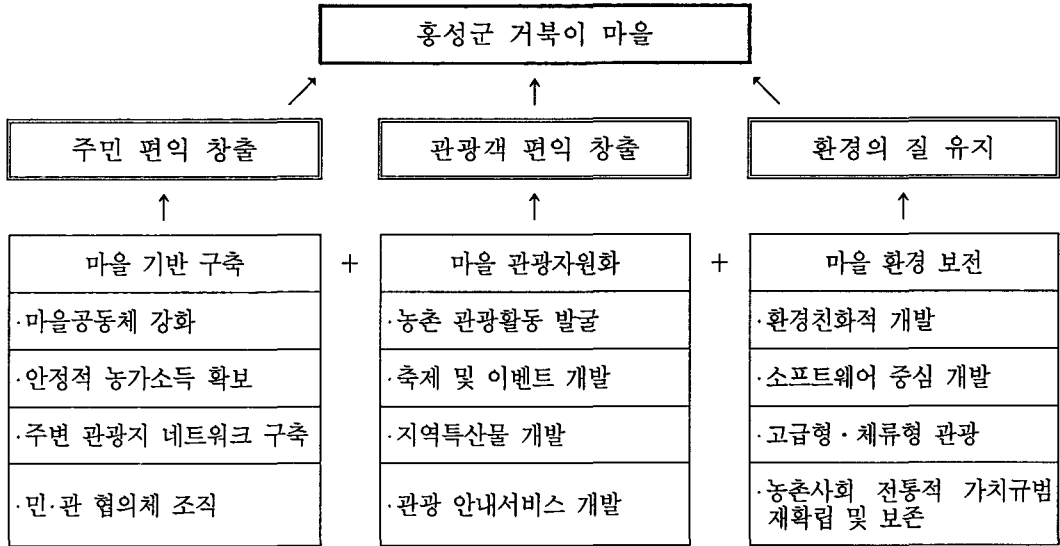 홍성군 거북이 마을
↗ ↑ ↖
주민 편익 창출 관광객 편익 창출 환경의 질 유지
↑ ↑ ↑
마을 기반 구축 + 마을 관광자원화 + 마을 환경 보전
·마을공동체 강화 ·농촌 관광활동 발굴 ·환경친화적 개발
·안정적 농가소득 확보 ·축제 및 이벤트 개발 ·소프트웨어 중심 개발
·주변 관광지 네트워크 구축 ·지역특산물 개발 ·고급형·체류형 관광
·민·관 협의체 조직 ·관광 안내서비스 개발 ·농촌사회 전통적 가치규범
재확립 및 보존